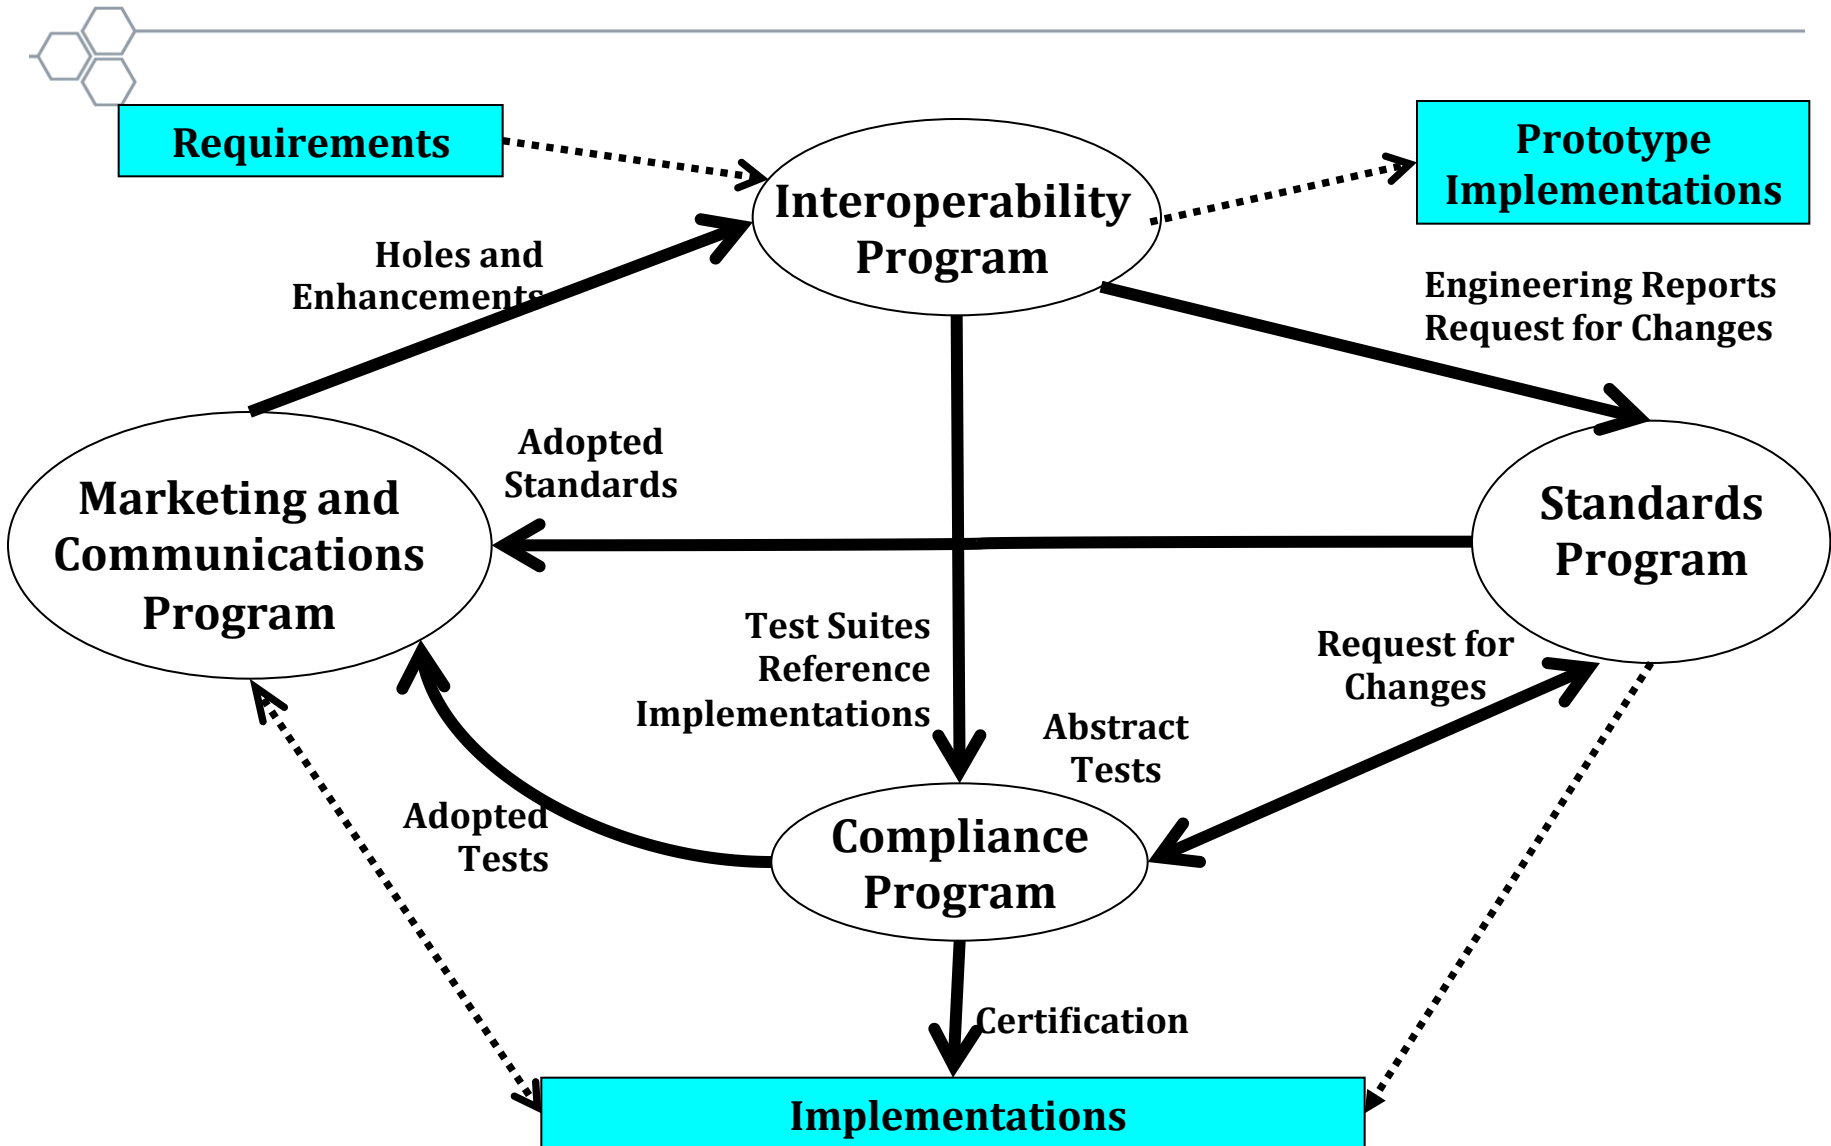 Requirements
Prototype
Implementations
Interoperability
Program
Holes and
Enhancements
Engineering Reports
Request for Changes
Adopted
Standards
Marketing and
Communications
Program
Standards
Program
Test Suites
Reference
Implementations
Request for
Changes
Abstract
Tests
Adopted
Tests
Compliance
Program
Certification
Implementations